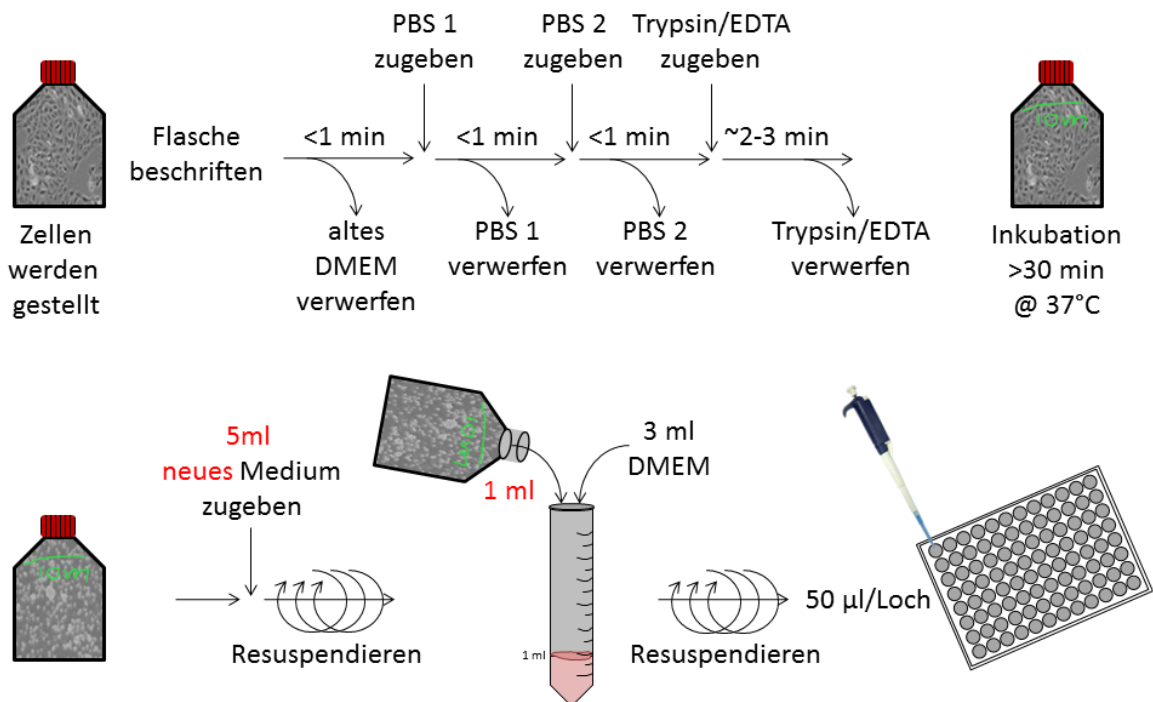 PBS 1
zugeben
PBS 2
zugeben
Trypsin/EDTA
zugeben
Flasche
beschriften
<1 min
<1 min
<1 min
~2-3 min
Zellen
werden
gestellt
altes
DMEM
verwerfen
PBS 1
verwerfen
PBS 2
verwerfen
Trypsin/EDTA
verwerfen
Inkubation
>30 min
@ 37°C
5ml
neues Medium
zugeben
1 ml
3 ml
DMEM
Resuspendieren
1 ml
Resuspendieren
50 µl/Loch